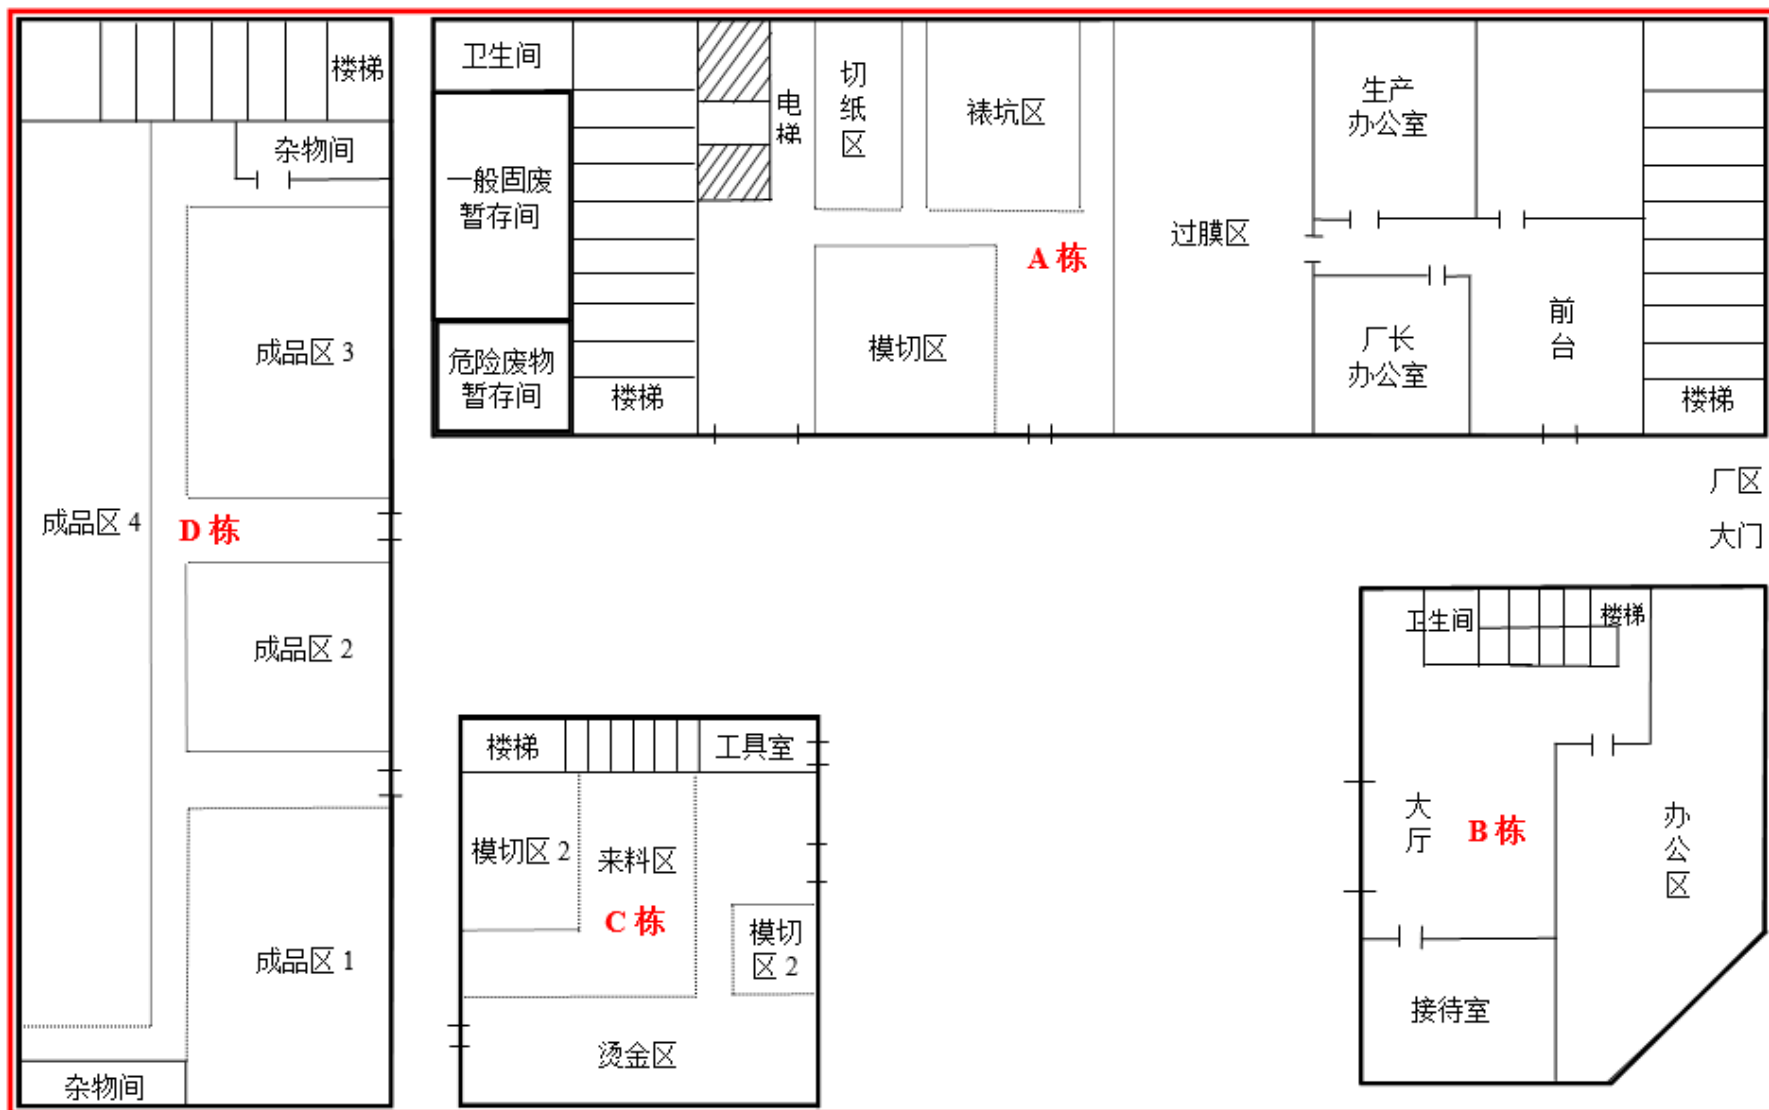 楼梯
杂物间
成品区 3
成品区 4
D 栋
成品区 2
成品区 1
杂物间
卫生间
一般固废
暂存间
危险废物
暂存间
楼梯
电
梯
切
纸
区
裱坑区
模切区
A 栋
过膜区
生产
办公室
厂长
办公室
前
台
楼梯
厂区
大门
楼梯
工具室
模切区 2
来料区
C 栋
模切
区 2
烫金区
卫生间
楼梯
大
厅
B 栋
办
公
区
接待室